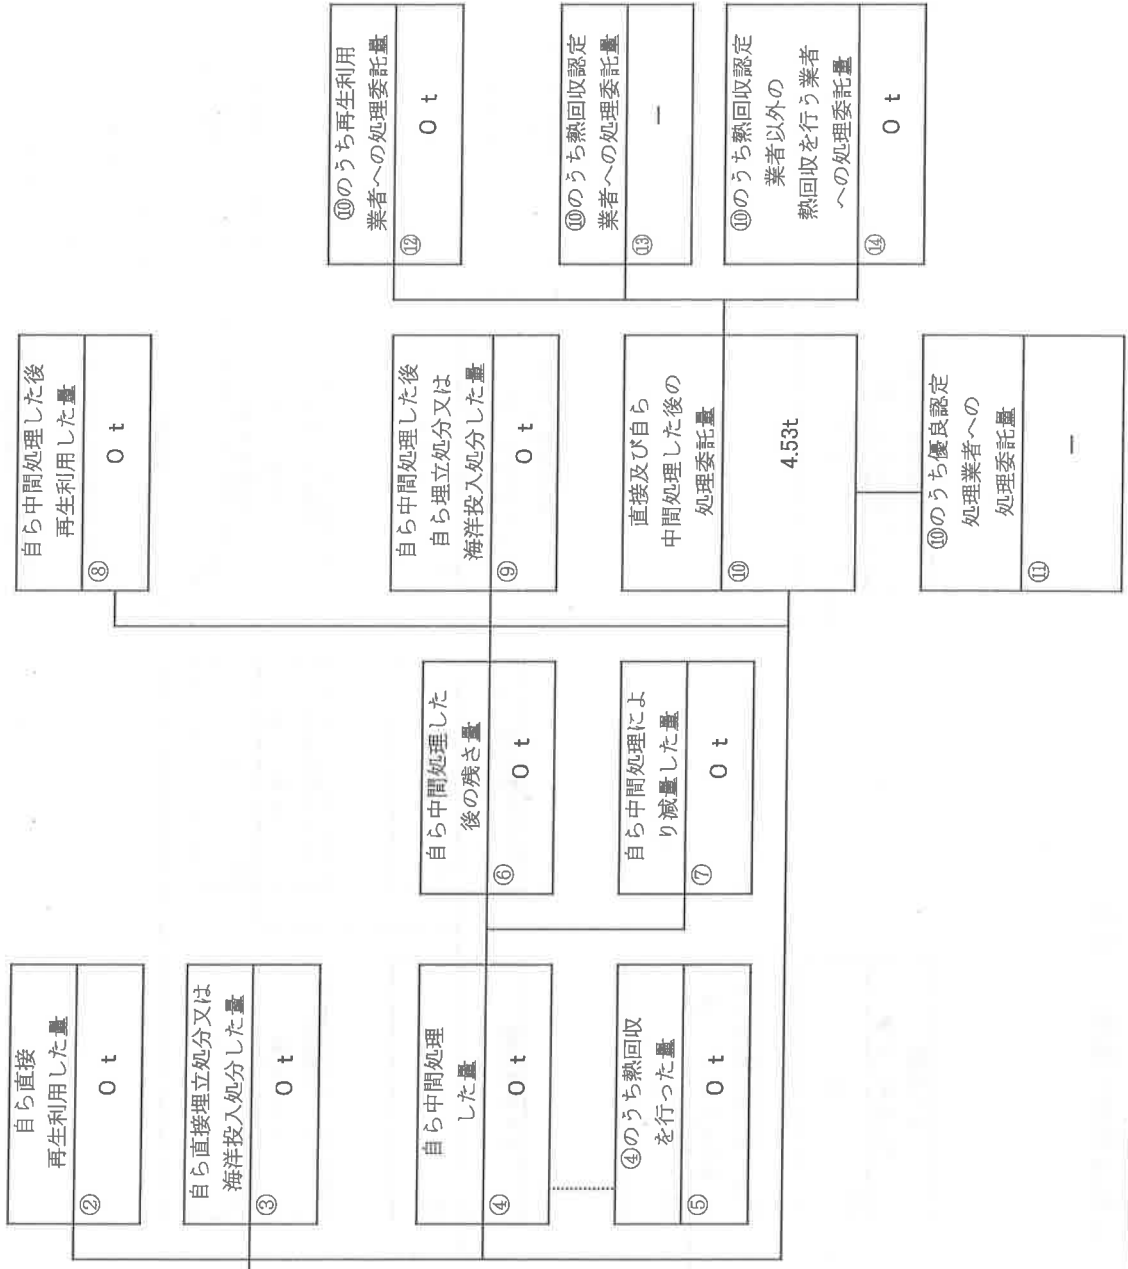 自ら直接
再生利用した量
②
0 t
自ら直接埋立処分又は
海洋投入処分した量
③
0 t
自ら中間処理
した量
④
0 t
④のうち熱回収
を行った量
⑤
0 t
自ら中間処理した
後の残さ量
⑥
0 t
自ら中間処理によ
り減量した量
⑦
0 t
自ら中間処理した後
再生利用した量
⑧
0 t
自ら中間処理した後
自ら埋立処分又は
海洋投入処分した量
⑨
0 t
直接及び自ら
中間処理した後の
処理委託量
⑩
4.53t
⑩のうち優良認定
処理業者への
処理委託量
⑪
－
⑩のうち再生利用
業者への処理委託量
⑫
0 t
⑩のうち熱回収認定
業者への処理委託量
⑬
－
⑩のうち熱回収認定
業者以外の
熱回収を行う業者
への処理委託量
⑭
0 t